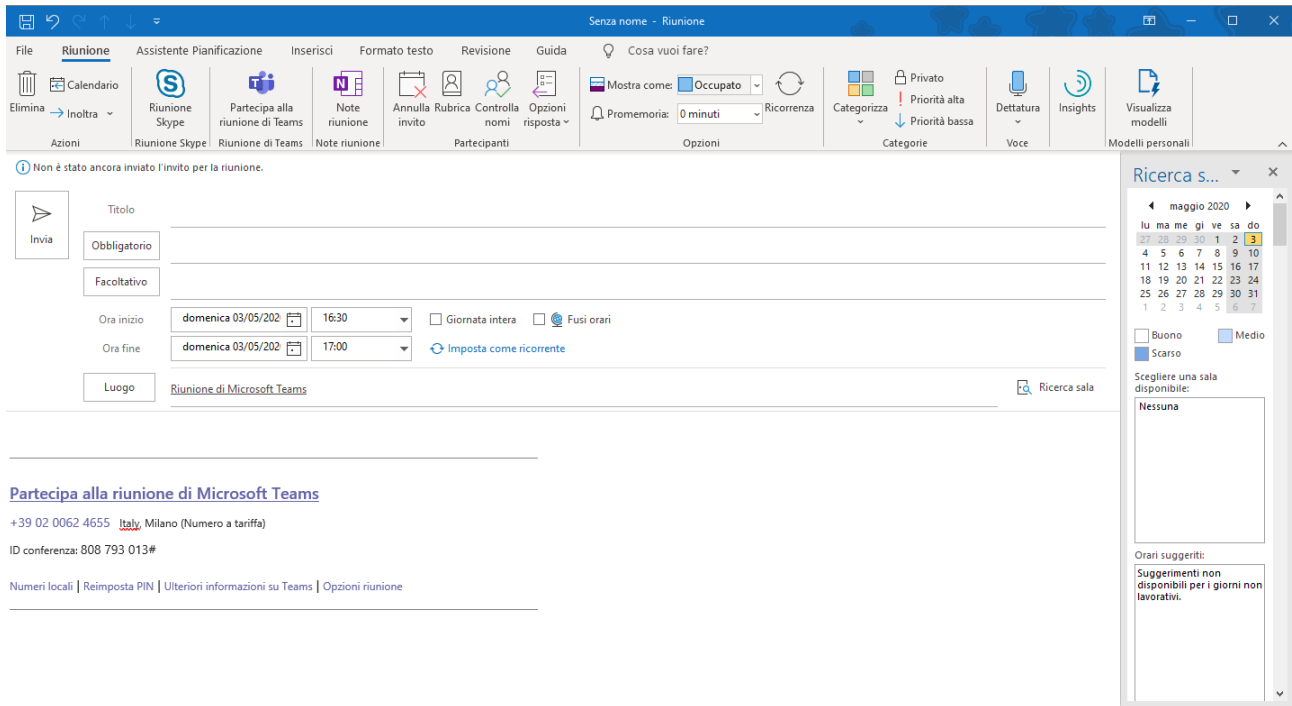 Senza nome - Riunione
File Riunione Assistente Pianificazione Inserisci Formato testo Revisione Guida Cosa vuoi fare?
Elimina
Calendario
Inoltra
Azioni
Riunione Skype
Riunione Skype
Partecipa alla riunione di Teams
Riunione di Teams
Note riunione
Note riunione
Annulla invito
Rubrica
Controlla nomi
Opzioni risposta
Partecipanti
Mostra come: Occupato
Promemoria: 0 minuti
Ricorrenza
Opzioni
Categorizza
Privato
Priorità alta
Priorità bassa
Categorie
Dettatura
Voce
Insights
Visualizza modelli
Modelli personali
Non è stato ancora inviato l'invito per la riunione.
Invia
Titolo
Obbligatorio
Facoltativo
Ora inizio domenica 03/05/202 16:30 Giornata intera Fusi orari
Ora fine domenica 03/05/202 17:00 Imposta come ricorrente
Luogo Riunione di Microsoft Teams Ricerca sala
Partecipa alla riunione di Microsoft Teams
+39 02 0062 4655 Italy, Milano (Numero a tariffa)
ID conferenza: 808 793 013#
Numeri locali | Reimposta PIN | Ulteriori informazioni su Teams | Opzioni riunione
Ricerca s...
maggio 2020
lu ma me gi ve sa do
27 28 29 30 1 2 3
4 5 6 7 8 9 10
11 12 13 14 15 16 17
18 19 20 21 22 23 24
25 26 27 28 29 30 31
1 2 3 4 5 6 7
Buono Medio
Scarso
Scegliere una sala
disponibile:
Nessuna
Orari suggeriti:
Suggerimenti non
disponibili per i giorni non
lavorativi.